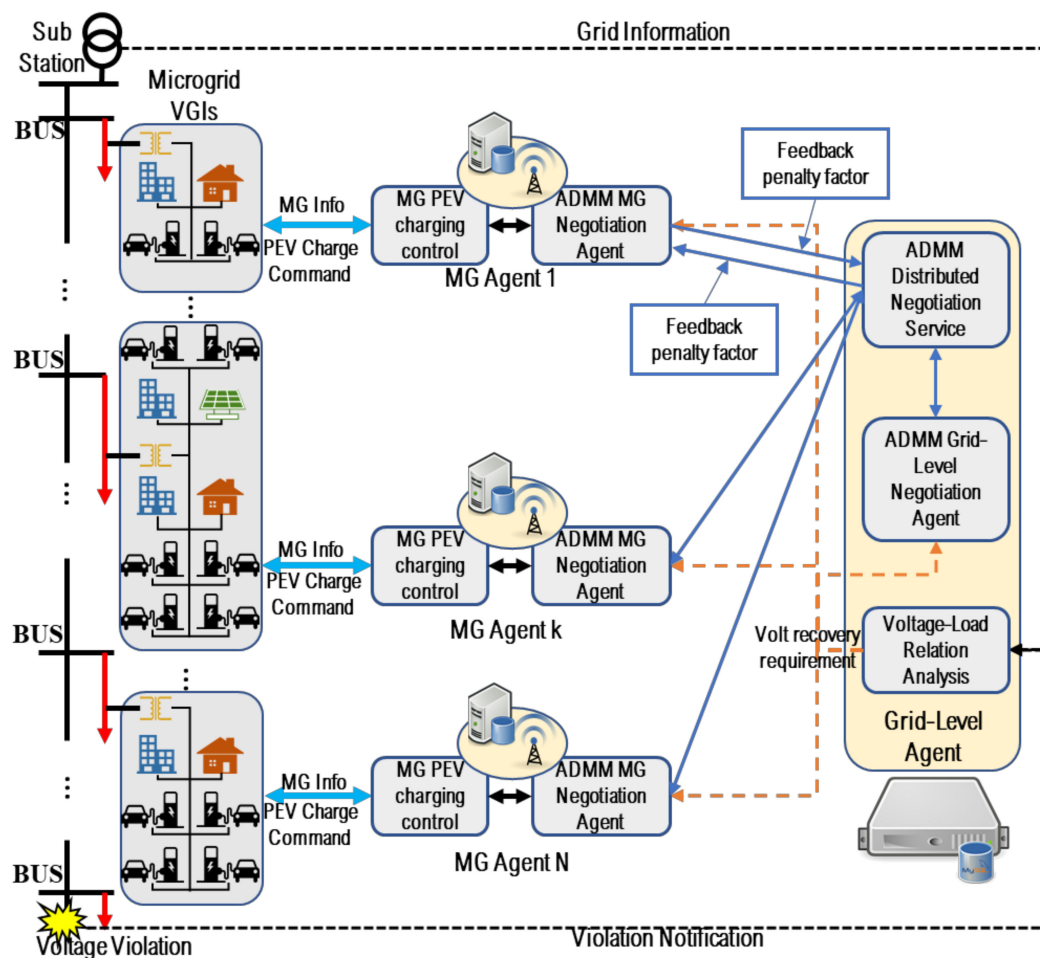 Sub
Station
Grid Information
Microgrid
VGIs
BUS
MG Info
PEV Charge
Command
MG PEV
charging
control
ADMM MG
Negotiation
Agent
MG Agent 1
Feedback
penalty factor
Feedback
penalty factor
ADMM
Distributed
Negotiation
Service
BUS
MG Info
PEV Charge
Command
MG PEV
charging
control
ADMM MG
Negotiation
Agent
MG Agent k
ADMM Grid-
Level
Negotiation
Agent
BUS
Volt recovery
requirement
Voltage-Load
Relation
Analysis
Grid-Level
Agent
MG Info
PEV Charge
Command
MG PEV
charging
control
ADMM MG
Negotiation
Agent
MG Agent N
BUS
Voltage Violation
Violation Notification